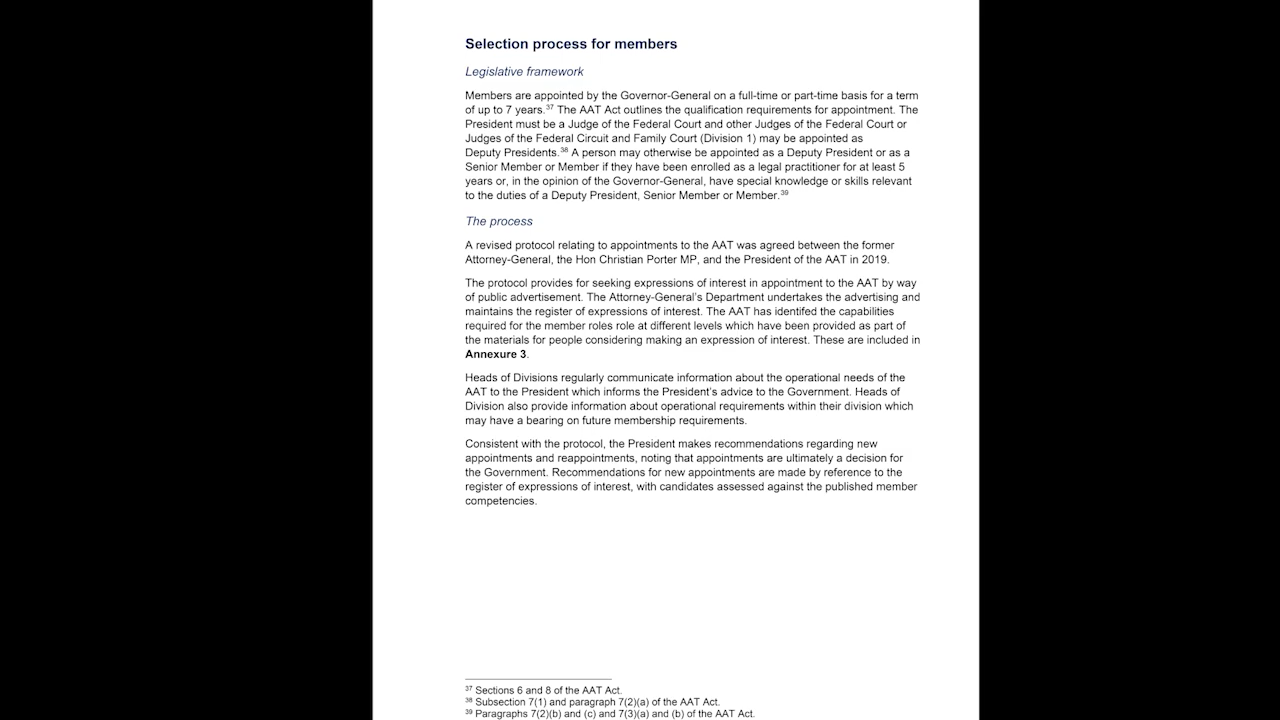 Selection process for members
Legislative framework
Members are appointed by the Governor-General on a full-time or part-time basis for a term
of up to 7 years.37 The AAT Act outlines the qualification requirements for appointment. The
President must be a Judge of the Federal Court and other Judges of the Federal Court or
Judges of the Federal Circuit and Family Court (Division 1) may be appointed as
Deputy Presidents.38 A person may otherwise be appointed as a Deputy President or as a
Senior Member or Member if they have been enrolled as a legal practitioner for at least 5
years or, in the opinion of the Governor-General, have special knowledge or skills relevant
to the duties of a Deputy President, Senior Member or Member.39
The process
A revised protocol relating to appointments to the AAT was agreed between the former
Attorney-General, the Hon Christian Porter MP, and the President of the AAT in 2019.
The protocol provides for seeking expressions of interest in appointment to the AAT by way
of public advertisement. The Attorney-General's Department undertakes the advertising and
maintains the register of expressions of interest. The AAT has identifed the capabilities
required for the member roles role at different levels which have been provided as part of
the materials for people considering making an expression of interest. These are included in
Annexure 3.
Heads of Divisions regularly communicate information about the operational needs of the
AAT to the President which informs the President's advice to the Government. Heads of
Division also provide information about operational requirements within their division which
may have a bearing on future membership requirements.
Consistent with the protocol, the President makes recommendations regarding new
appointments and reappointments, noting that appointments are ultimately a decision for
the Government. Recommendations for new appointments are made by reference to the
register of expressions of interest, with candidates assessed against the published member
competencies.
37 Sections 6 and 8 of the AAT Act.
38 Subsection 7(1) and paragraph 7(2)(a) of the AAT Act.
39 Paragraphs 7(2)(b) and (c) and 7(3)(a) and (b) of the AAT Act.